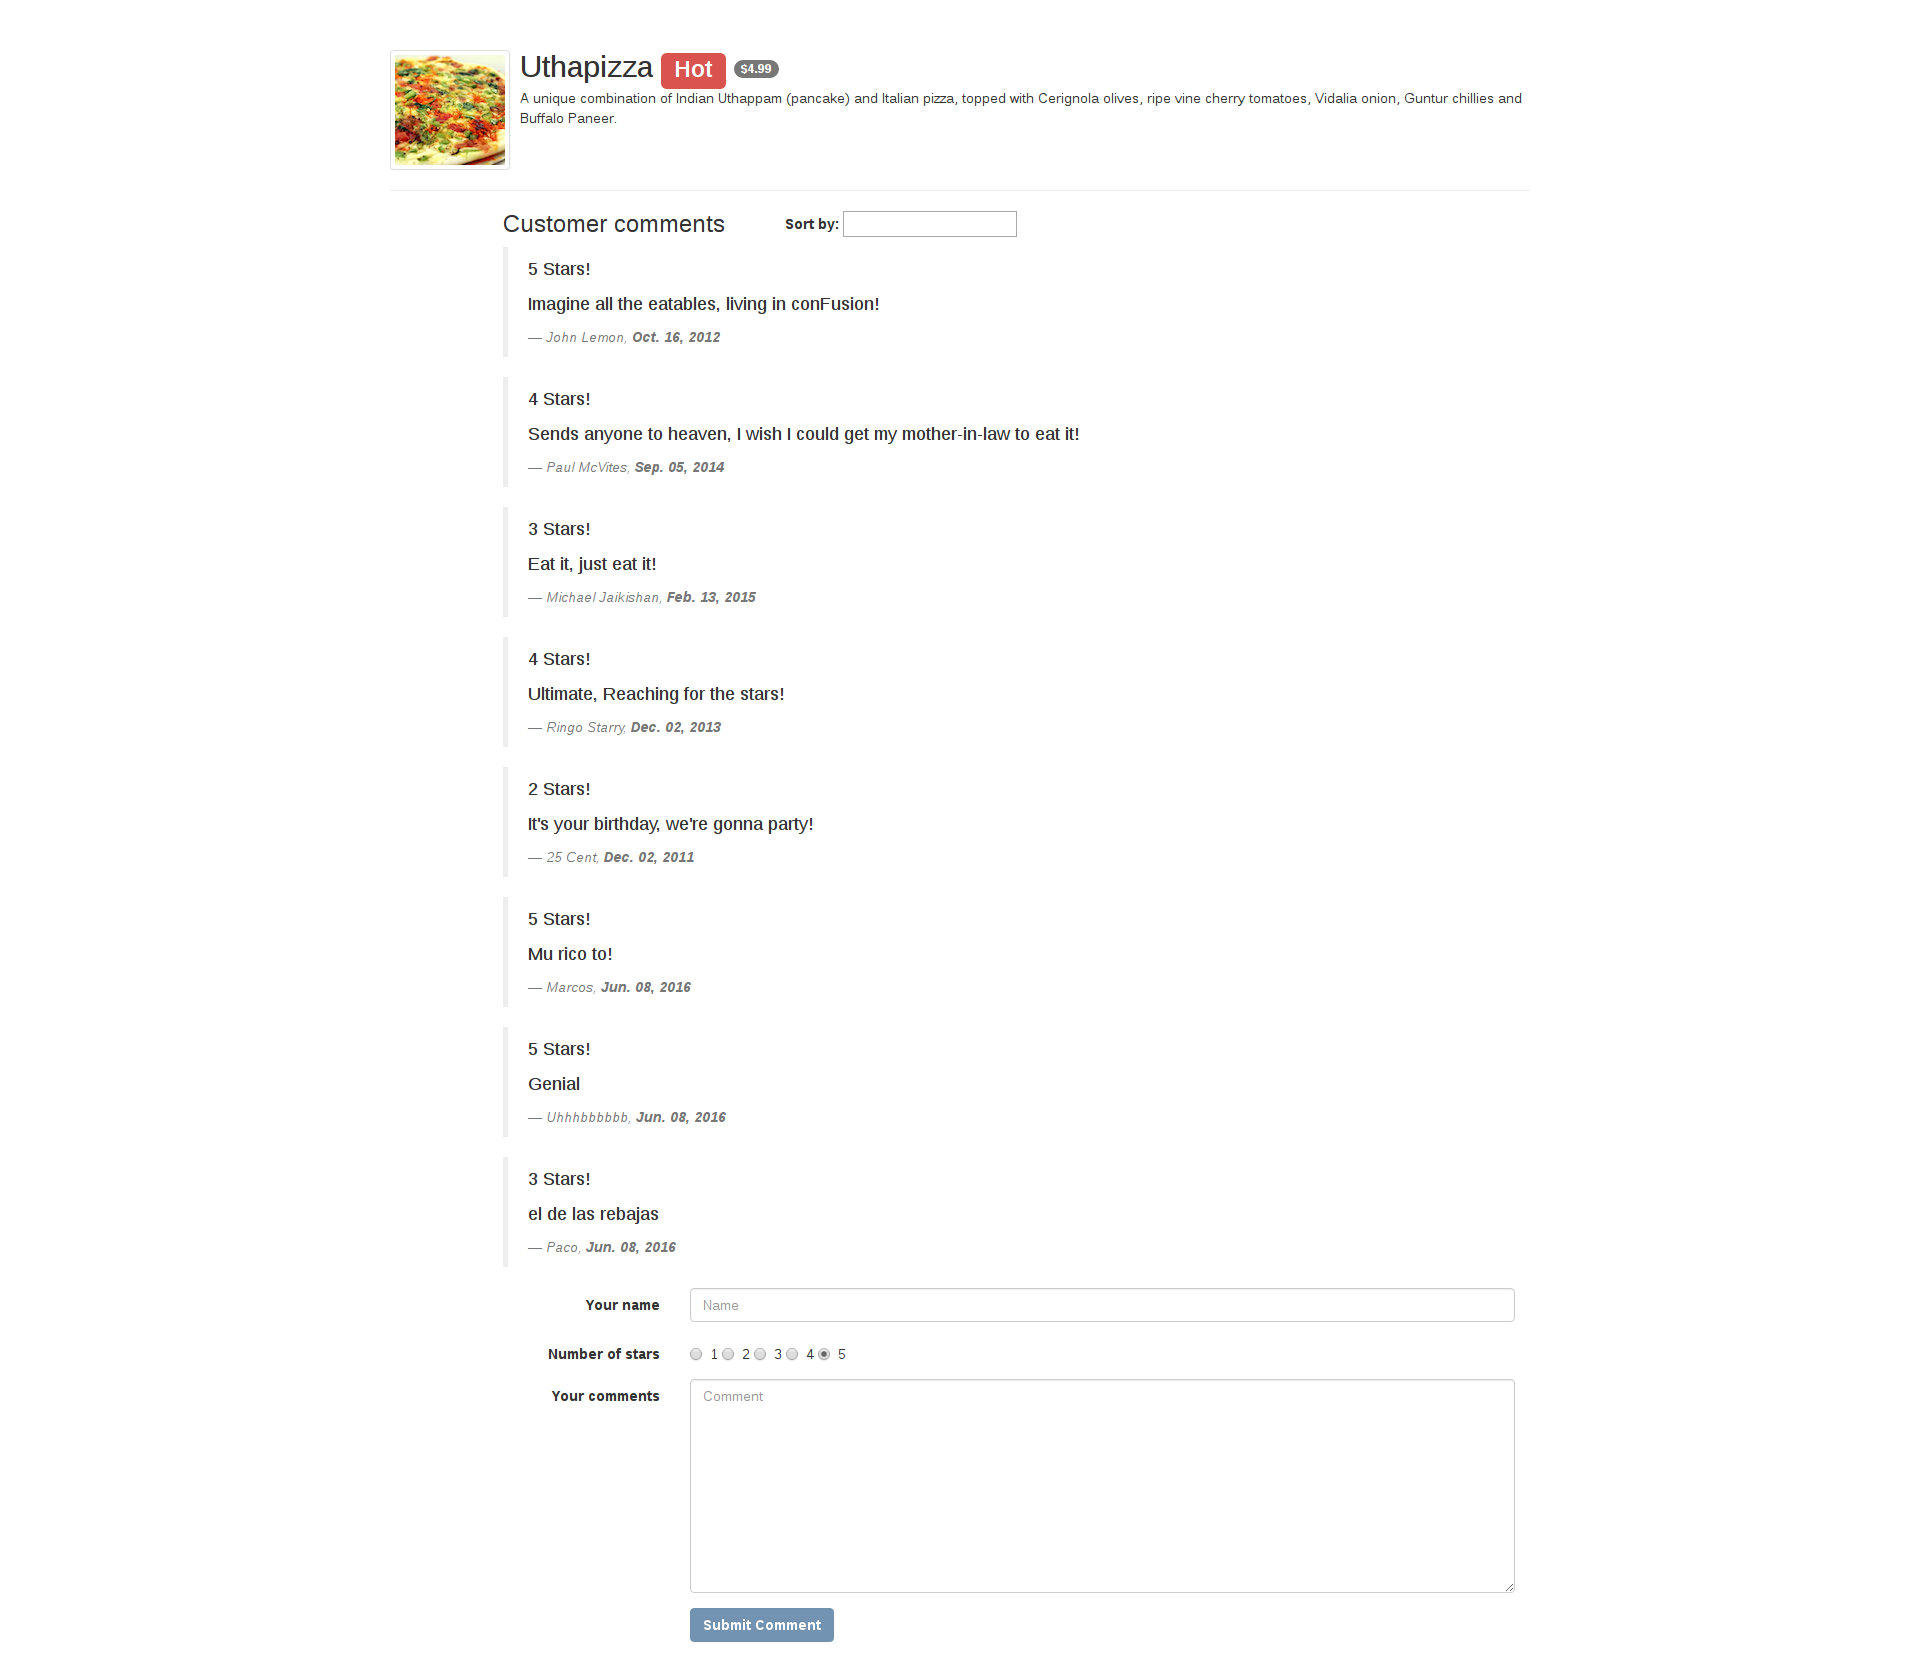 Uthapizza Hot $4.99
A unique combination of Indian Uthappam (pancake) and Italian pizza, topped with Cerignola olives, ripe vine cherry tomatoes, Vidalia onion, Guntur chillies and
Buffalo Paneer.
Customer comments Sort by:
5 Stars!
Imagine all the eatables, living in conFusion!
— John Lemon, Oct. 16, 2012
4 Stars!
Sends anyone to heaven, I wish I could get my mother-in-law to eat it!
— Paul McVites, Sep. 05, 2014
3 Stars!
Eat it, just eat it!
— Michael Jaikishan, Feb. 13, 2015
4 Stars!
Ultimate, Reaching for the stars!
— Ringo Starry, Dec. 02, 2013
2 Stars!
It's your birthday, we're gonna party!
— 25 Cent, Dec. 02, 2011
5 Stars!
Mu rico to!
— Marcos, Jun. 08, 2016
5 Stars!
Genial
— Uhhhbbbbbb, Jun. 08, 2016
3 Stars!
el de las rebajas
— Paco, Jun. 08, 2016
Your name Name
Number of stars 1 2 3 4 5
Your comments Comment
Submit Comment